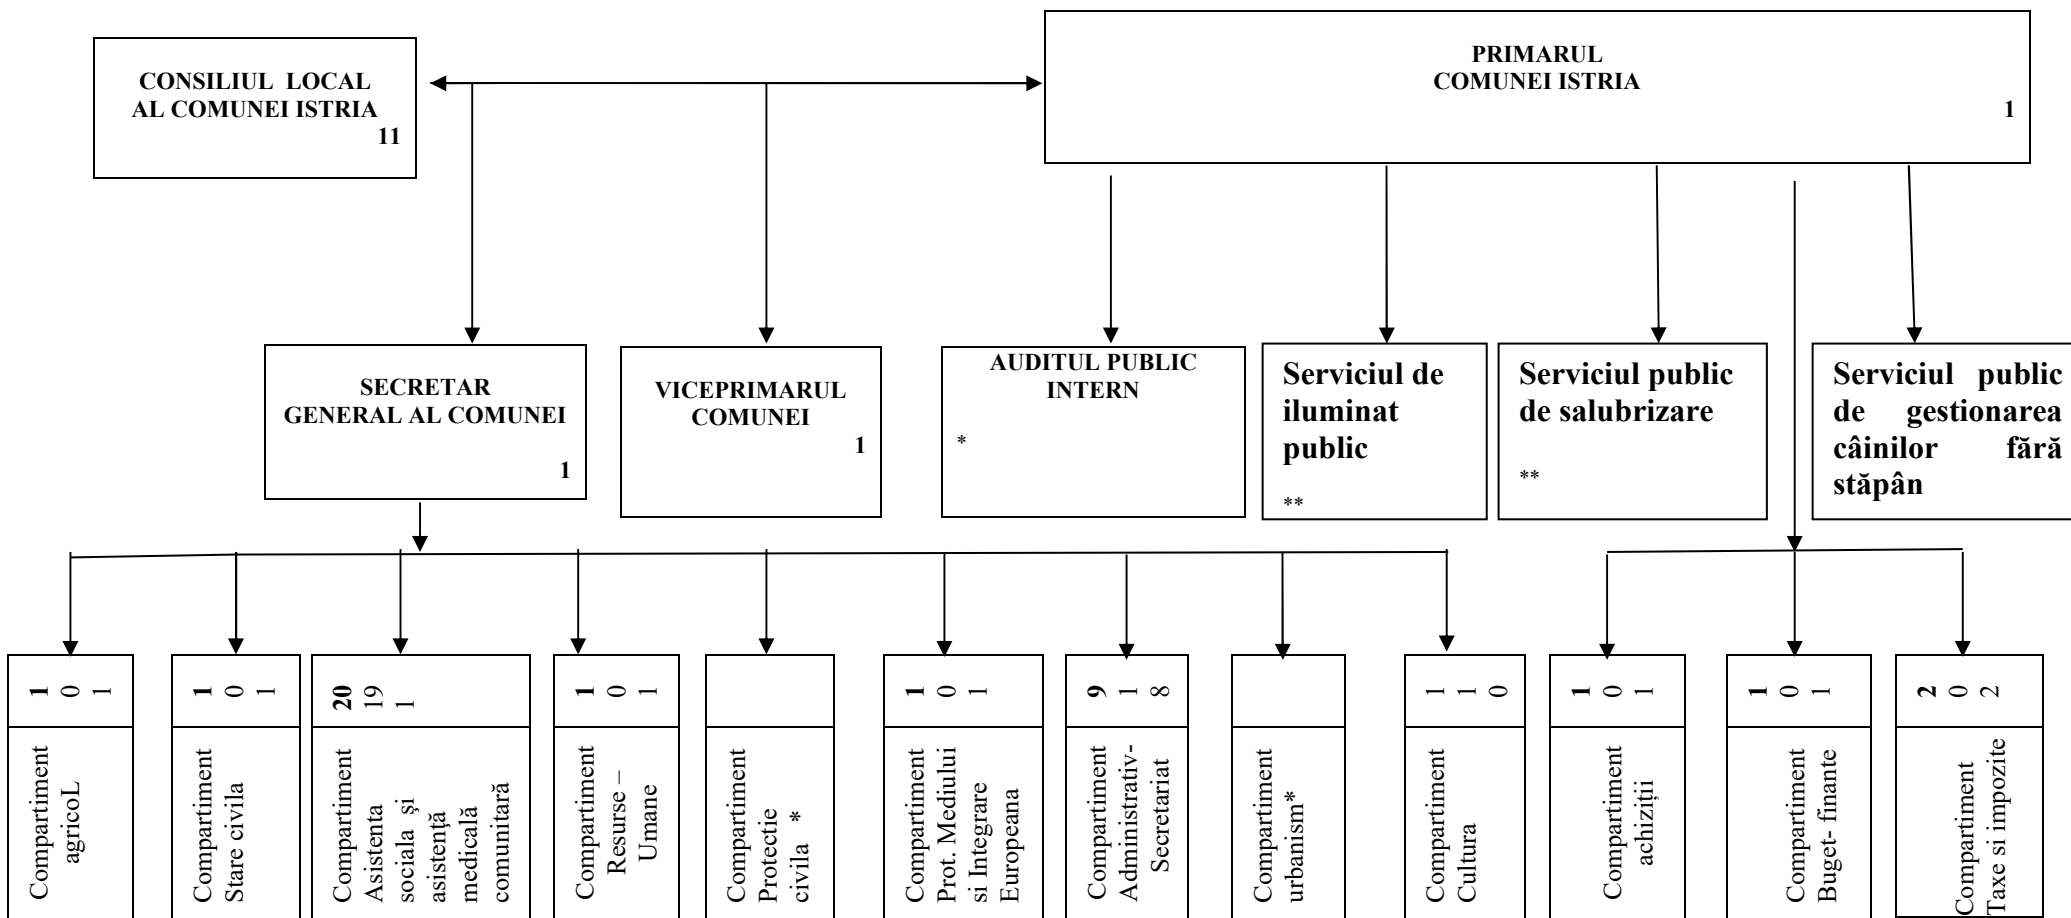 CONSILIUL LOCAL
AL COMUNEI ISTRIA
11
PRIMARUL
COMUNEI ISTRIA
1
SECRETAR
GENERAL AL COMUNEI
1
VICEPRIMARUL
COMUNEI
1
AUDITUL PUBLIC
INTERN
*
Serviciul de
iluminat
public
**
Serviciul public
de salubrizare
**
Serviciul public
de gestionarea
câinilor fără
stăpân
1
0
1
Compartiment
agricoL
1
0
1
Compartiment
Stare civila
20
19
1
Compartiment
Asistenta
sociala şi
asistenţă
medicală
comunitară
1
0
1
Compartiment
Resurse –
Umane
Compartiment
Protectie
civila *
1
0
1
Compartiment
Prot. Mediului
si Integrare
Europeana
9
1
8
Compartiment
Administrativ-
Secretariat
Compartiment
urbanism*
1
1
0
Compartiment
Cultura
1
0
1
Compartiment
achiziții
1
0
1
Compartiment
Buget- finante
2
0
2
Compartiment
Taxe si impozite